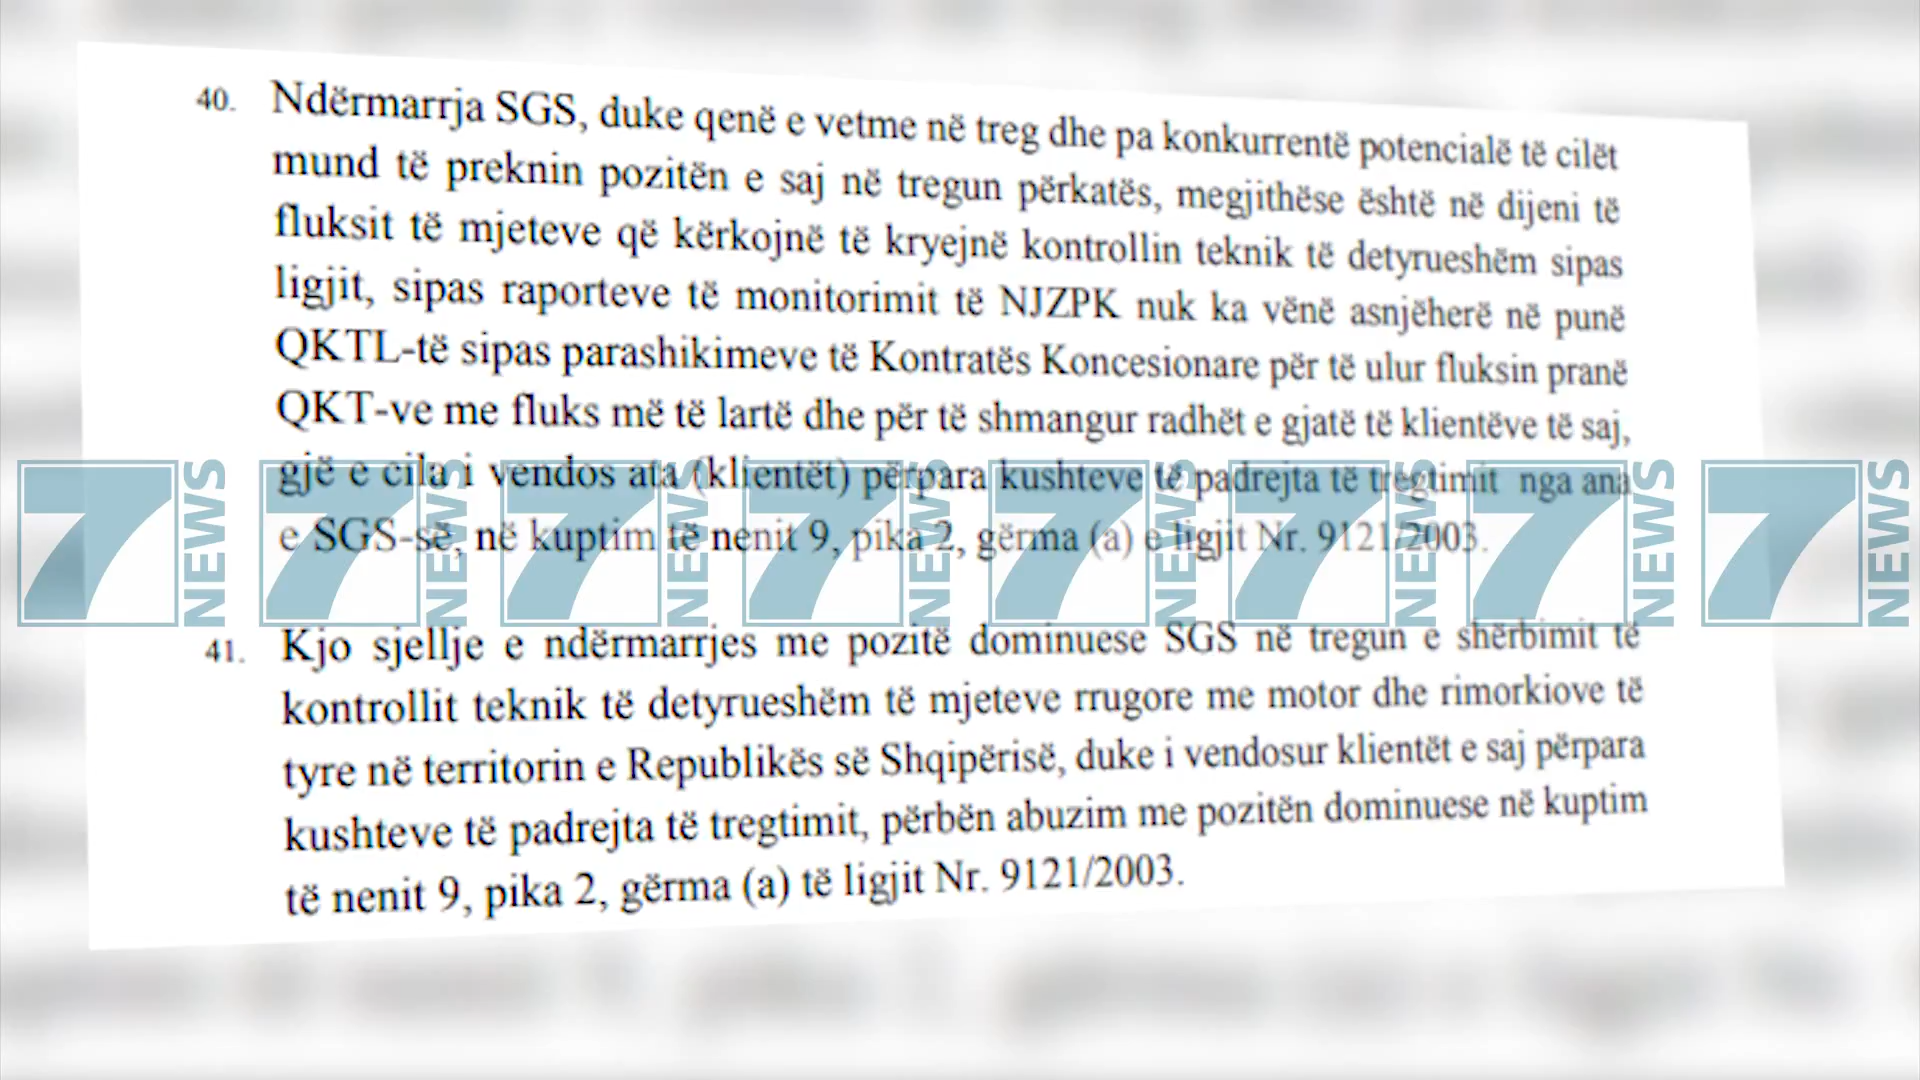 40. Ndërmarrja SGS, duke qenë e vetme në treg dhe pa konkurrentë potencialë të cilët
mund të preknin pozitën e saj në tregun përkatës, megjithëse është në dijeni të
fluksit të mjeteve që kërkojnë të kryejnë kontrollin teknik të detyrueshëm sipas
ligjit, sipas raporteve të monitorimit të NJZPK nuk ka vënë asnjëherë në punë
QKTL-të sipas parashikimeve të Kontratës Koncesionare për të ulur fluksin pranë
QKT-ve me fluks më të lartë dhe për të shmangur radhët e gjatë të klientëve të saj,
gjë e cila i vendos ata (klientët) përpara kushteve të padrejta të tregtimit nga ana
e SGS-së, në kuptim të nenit 9, pika 2, gërma (a) e ligjit Nr. 9121/2003.
7 NEWS 7 NEWS 7 NEWS 7 NEWS 7 NEWS 7 NEWS 7 NEWS 7 NEWS
41. Kjo sjellje e ndërmarrjes me pozitë dominuese SGS në tregun e shërbimit të
kontrollit teknik të detyrueshëm të mjeteve rrugore me motor dhe rimorkiove të
tyre në territorin e Republikës së Shqipërisë, duke i vendosur klientët e saj përpara
kushteve të padrejta të tregtimit, përbën abuzim me pozitën dominuese në kuptim
të nenit 9, pika 2, gërma (a) të ligjit Nr. 9121/2003.